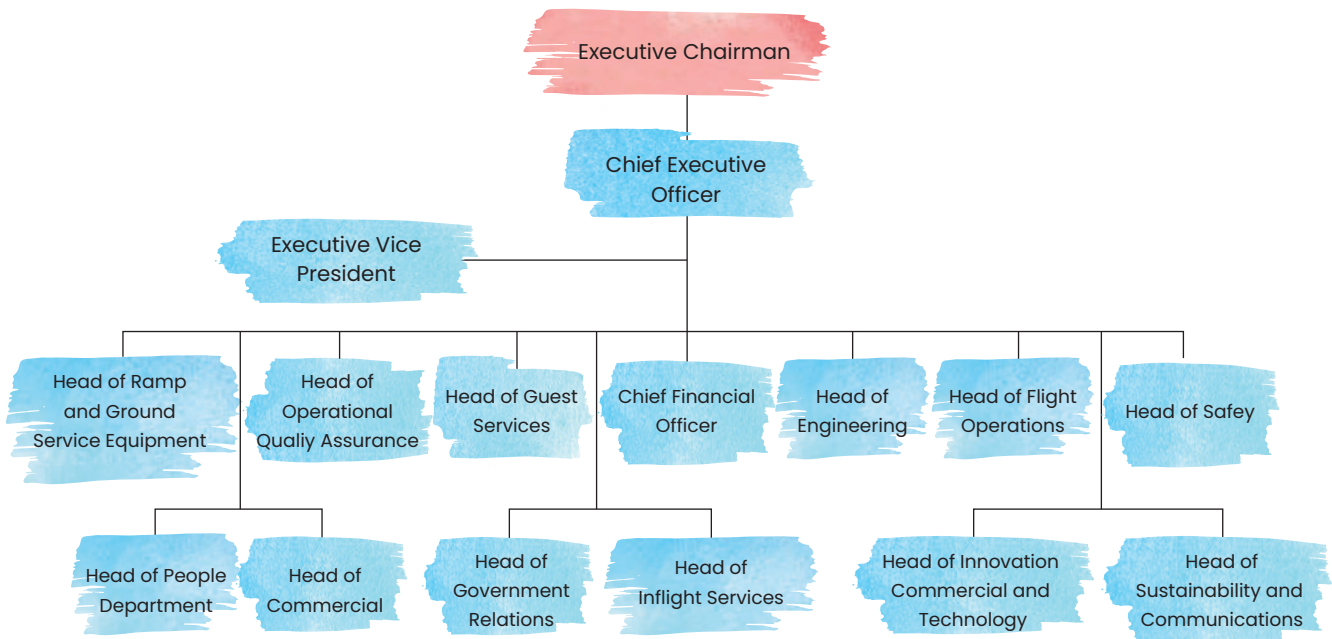 Executive Chairman
Chief Executive
Officer
Executive Vice
President
Head of Ramp
and Ground
Service Equipment
Head of
Operational
Qualiy Assurance
Head of Guest
Services
Chief Financial
Officer
Head of
Engineering
Head of Flight
Operations
Head of Safey
Head of People
Department
Head of
Commercial
Head of
Government
Relations
Head of
Inflight Services
Head of Innovation
Commercial and
Technology
Head of
Sustainability and
Communications